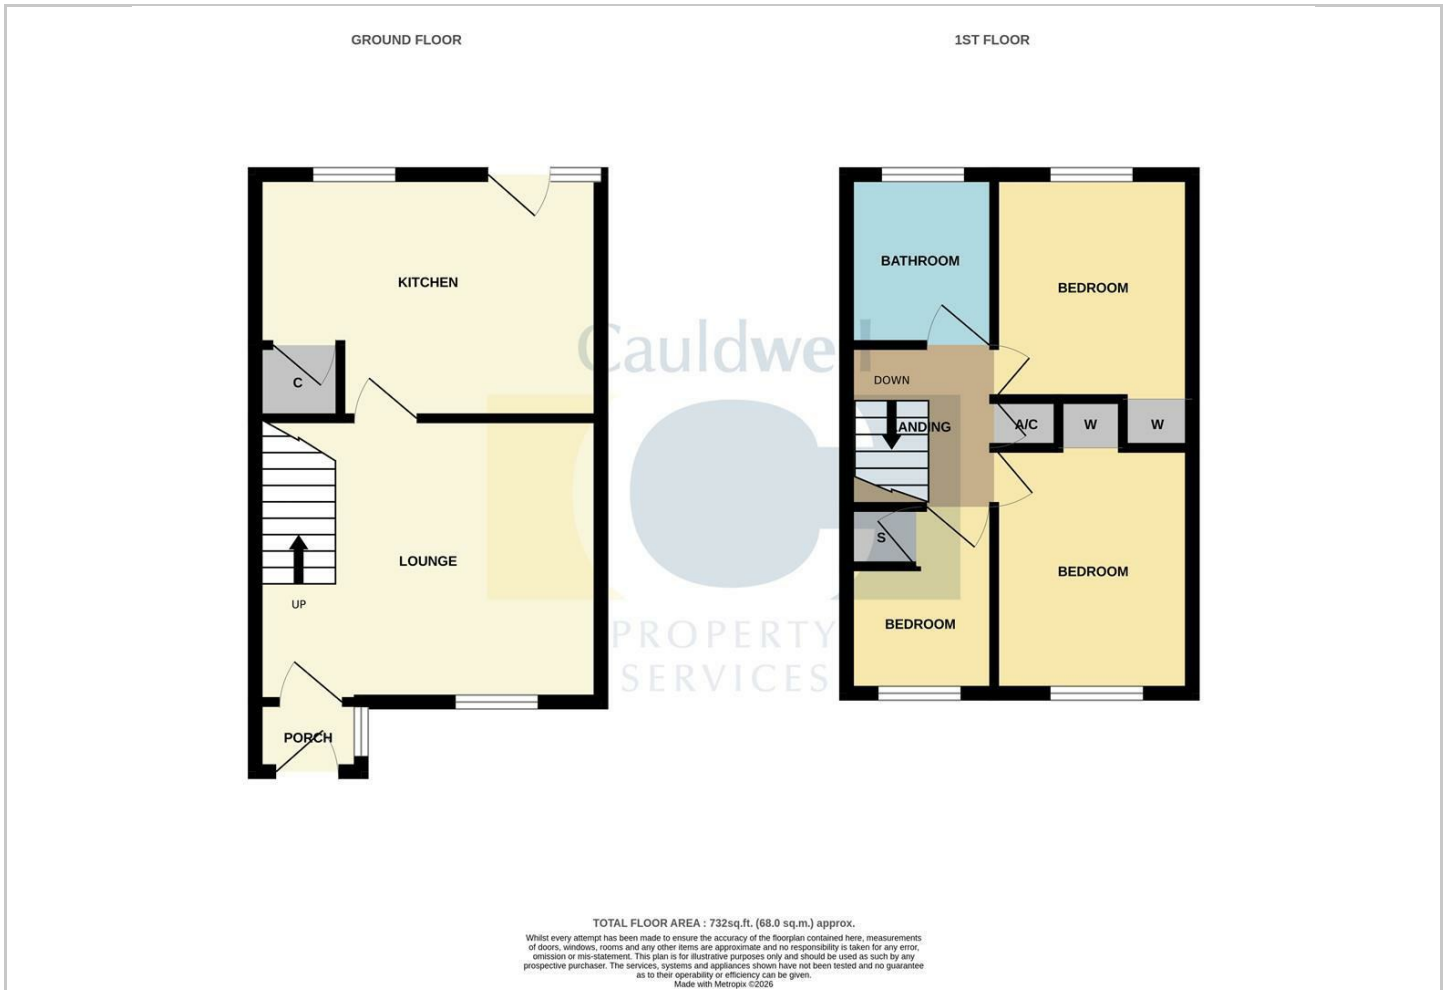 GROUND FLOOR
1ST FLOOR
KITCHEN
C
LOUNGE
UP
PORCH
BATHROOM
BEDROOM
DOWN
LANDING
A/C
W
W
S
BEDROOM
BEDROOM
Cauldwell
PROPERTY
SERVICES
TOTAL FLOOR AREA : 732sq.ft. (68.0 sq.m.) approx.
Whilst every attempt has been made to ensure the accuracy of the floorplan contained here, measurements
of doors, windows, rooms and any other items are approximate and no responsibility is taken for any error,
omission or mis-statement. This plan is for illustrative purposes only and should be used as such by any
prospective purchaser. The services, systems and appliances shown have not been tested and no guarantee
as to their operability or efficiency can be given.
Made with Metropix ©2026